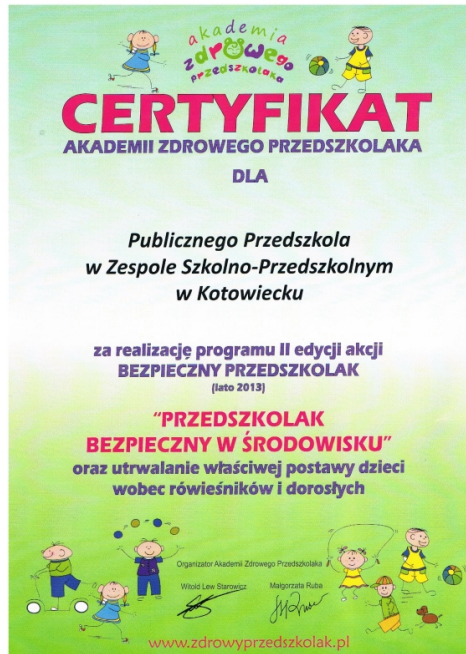 akademia
zdrowego
przedszkolaka
CERTYFIKAT
AKADEMII ZDROWEGO PRZEDSZKOLAKA
DLA
Publicznego Przedszkola
w Zespole Szkolno-Przedszkolnym
w Kotowiecku
za realizację programu II edycji akcji
BEZPIECZNY PRZEDSZKOLAK
(lato 2013)
"PRZEDSZKOLAK
BEZPIECZNY W ŚRODOWISKU"
oraz utrwalanie właściwej postawy dzieci
wobec rówieśników i dorosłych
Organizator Akademii Zdrowego Przedszkolaka
Witold Lew Starowicz Małgorzata Ruba
www.zdrowyprzedszkolak.pl